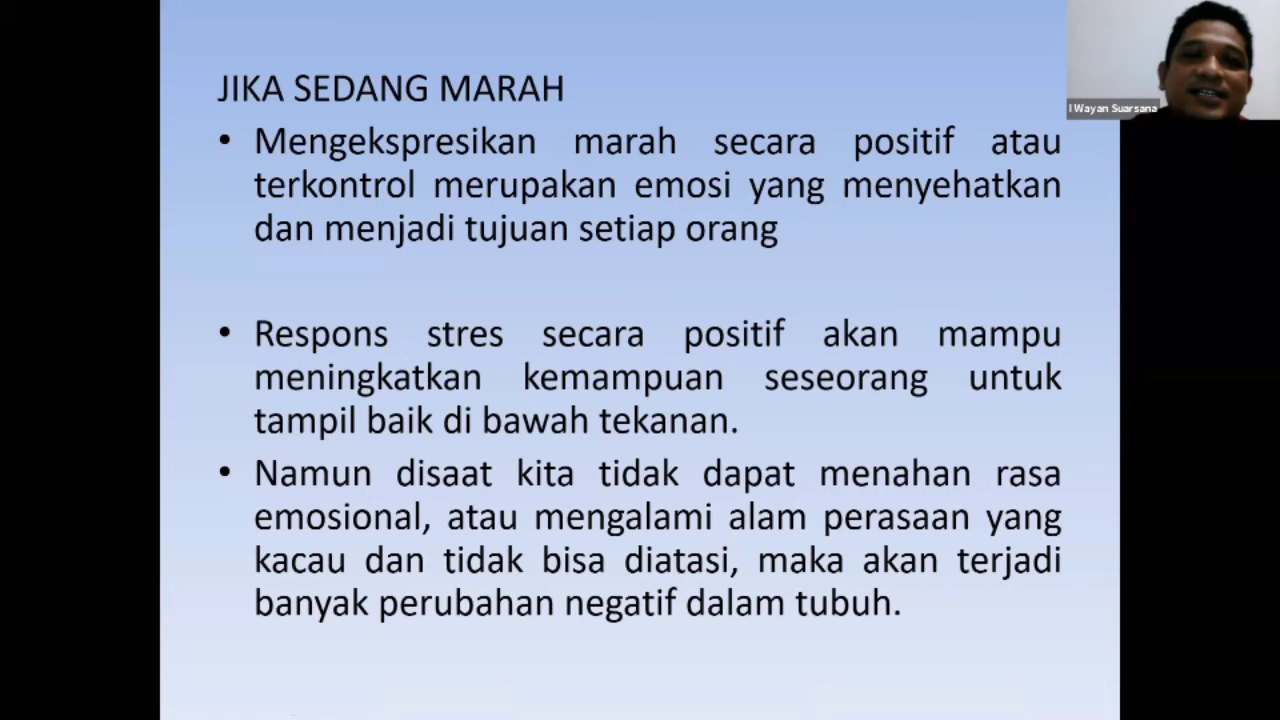 JIKA SEDANG MARAH
• Mengekspresikan marah secara positif atau
terkontrol merupakan emosi yang menyehatkan
dan menjadi tujuan setiap orang
• Respons stres secara positif akan mampu
meningkatkan kemampuan seseorang untuk
tampil baik di bawah tekanan.
• Namun disaat kita tidak dapat menahan rasa
emosional, atau mengalami alam perasaan yang
kacau dan tidak bisa diatasi, maka akan terjadi
banyak perubahan negatif dalam tubuh.
I Wayan Suarsana